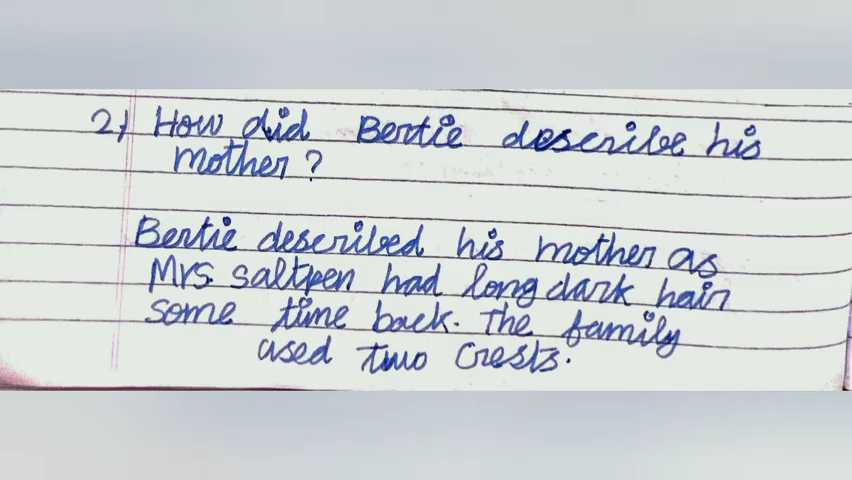 2) How did Bertie describe his
mother?
Bertie described his mother as
Mrs. saltpen had long dark hair
some time back. The family
used two Crests.